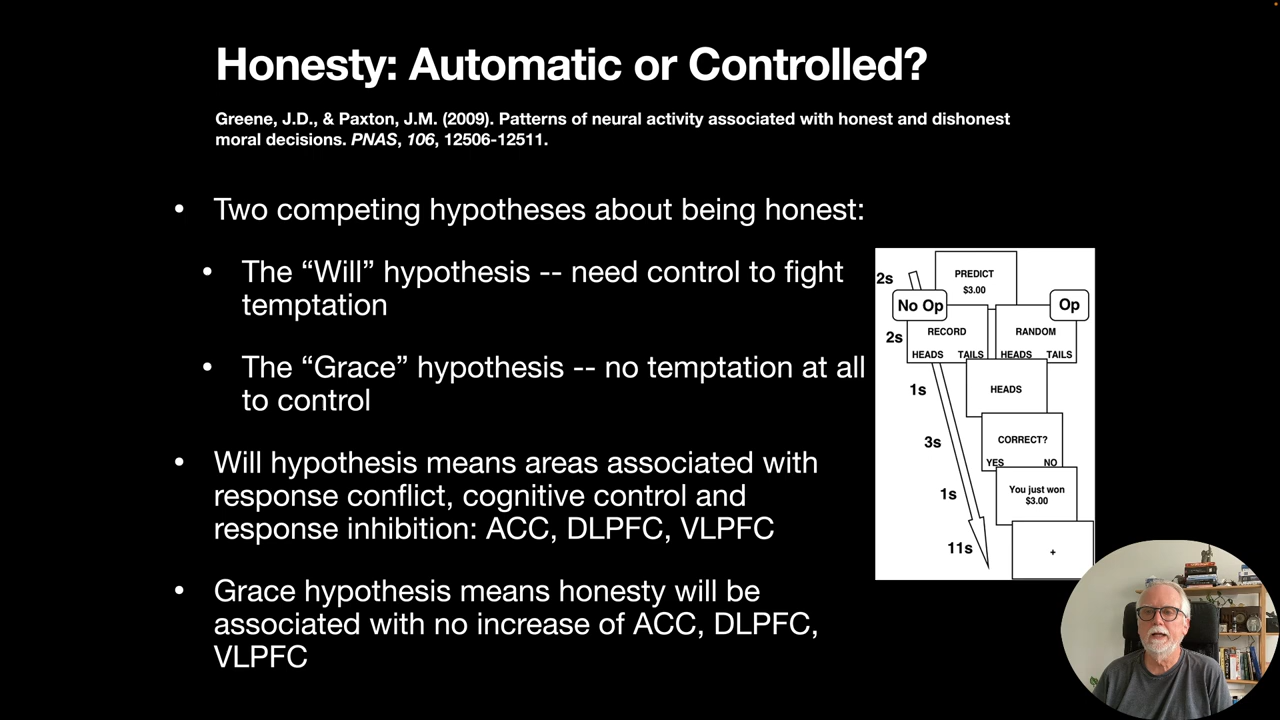 Honesty: Automatic or Controlled?
Greene, J.D., & Paxton, J.M. (2009). Patterns of neural activity associated with honest and dishonest
moral decisions. PNAS, 106, 12506-12511.
• Two competing hypotheses about being honest:
• The “Will” hypothesis -- need control to fight
temptation
• The “Grace” hypothesis -- no temptation at all
to control
• Will hypothesis means areas associated with
response conflict, cognitive control and
response inhibition: ACC, DLPFC, VLPFC
• Grace hypothesis means honesty will be
associated with no increase of ACC, DLPFC,
VLPFC
2s
PREDICT
$3.00
No Op
Op
2s
RECORD
HEADS TAILS
RANDOM
HEADS TAILS
1s
HEADS
3s
CORRECT?
YES NO
1s
You just won
$3.00
11s
+